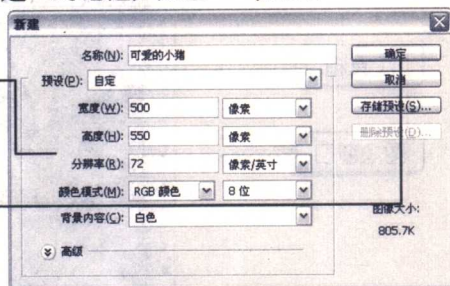 新建
名称(N): 可爱的小猪 确定
预设(P): 自定 取消
宽度(W): 500 像素 存储预设(S)...
高度(H): 550 像素 删除预设(D)...
分辨率(R): 72 像素/英寸
颜色模式(M): RGB 颜色 8 位
背景内容(C): 白色 图像大小:
高级 805.7K